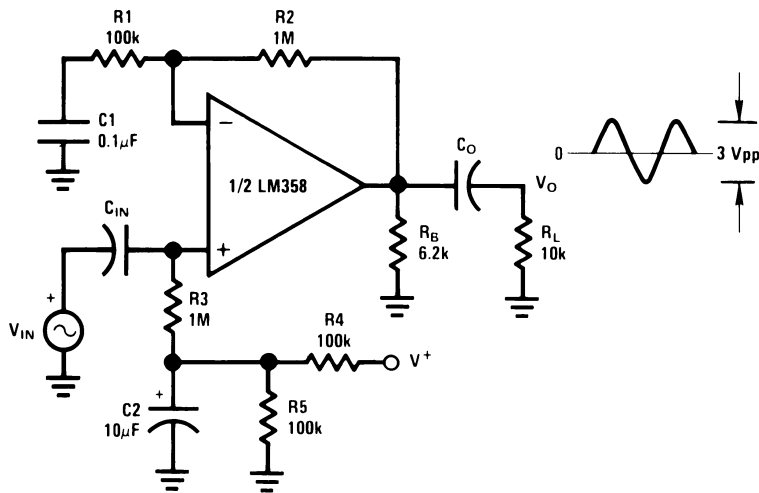 R1
100k
R2
1M
C1
0.1μF
−
1/2 LM358
+
C_IN
+
V_IN
R3
1M
R4
100k
V⁺
+
C2
10μF
R5
100k
C_O
V_O
R_B
6.2k
R_L
10k
0
3 Vpp